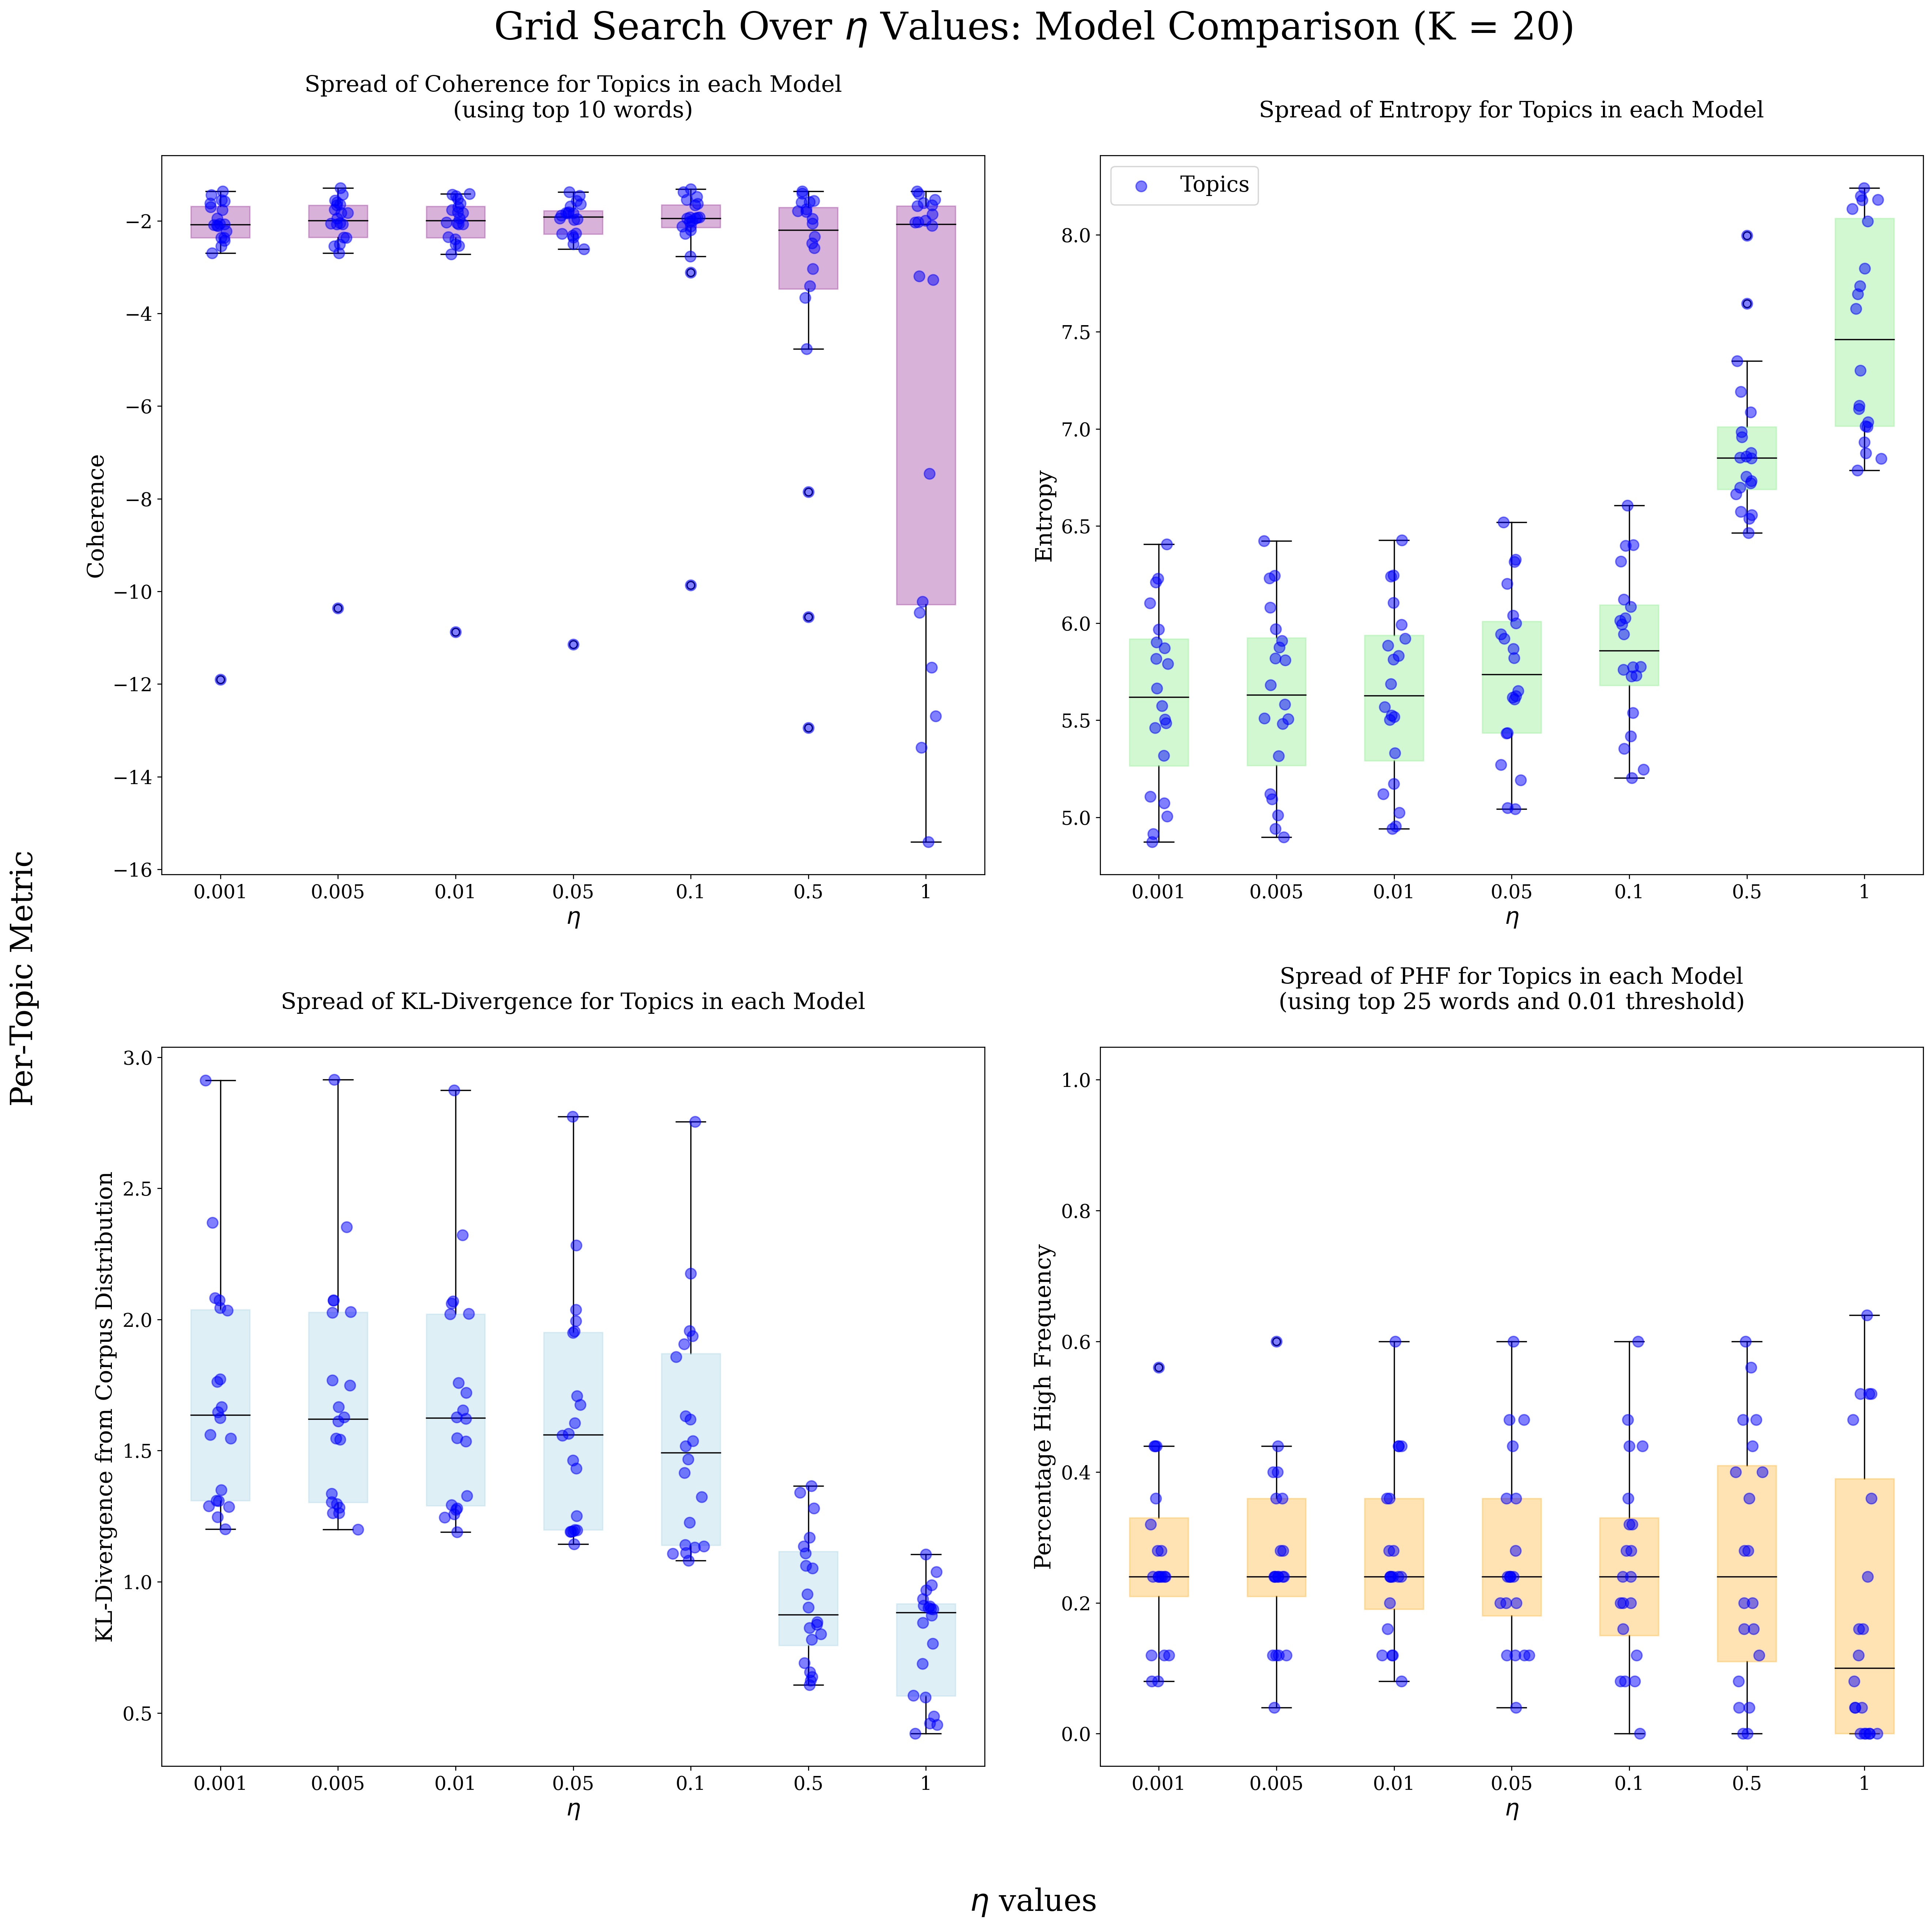 Grid Search Over η Values: Model Comparison (K = 20)
Spread of Coherence for Topics in each Model
(using top 10 words)
Coherence
−2
−4
−6
−8
−10
−12
−14
−16
0.001 0.005 0.01 0.05 0.1 0.5 1
η
Spread of Entropy for Topics in each Model
Topics
Entropy
8.0
7.5
7.0
6.5
6.0
5.5
5.0
0.001 0.005 0.01 0.05 0.1 0.5 1
η
Per-Topic Metric
Spread of KL-Divergence for Topics in each Model
KL-Divergence from Corpus Distribution
3.0
2.5
2.0
1.5
1.0
0.5
0.001 0.005 0.01 0.05 0.1 0.5 1
η
Spread of PHF for Topics in each Model
(using top 25 words and 0.01 threshold)
Percentage High Frequency
1.0
0.8
0.6
0.4
0.2
0.0
0.001 0.005 0.01 0.05 0.1 0.5 1
η
η values